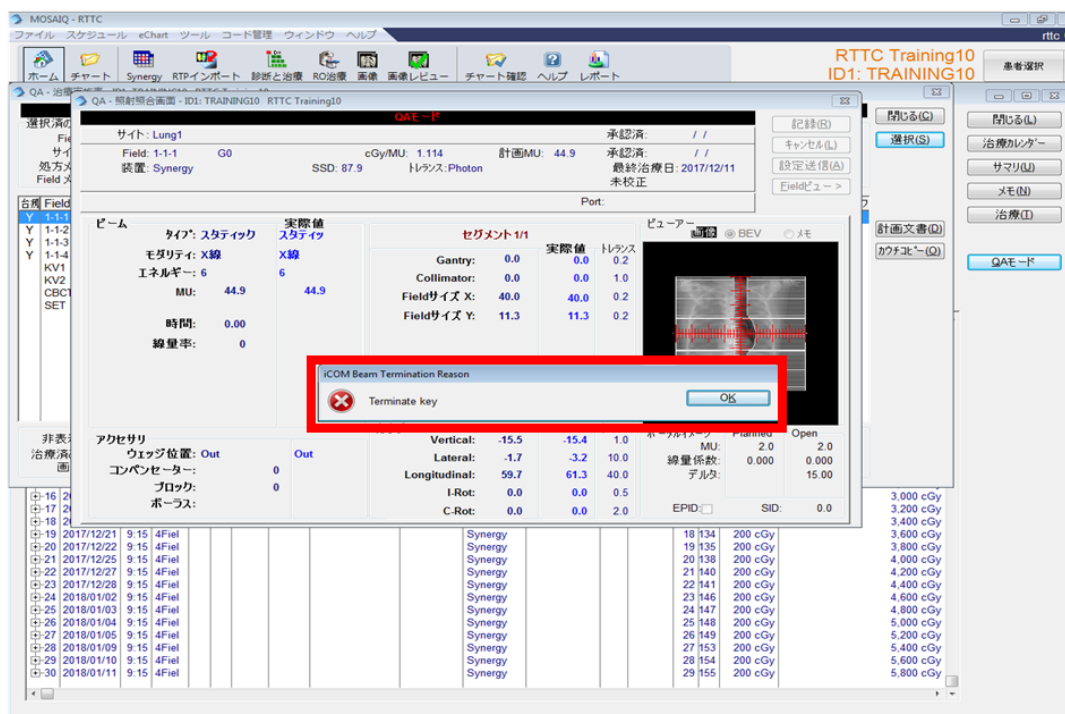 MOSAIQ - RTTC
ファイル スケジュール eChart ツール コード管理 ウィンドウ ヘルプ
rttc
ホーム チャート Synergy RTPインポート 診断と治療 RO治療 画像 画像レビュー チャート確認 ヘルプ レポート
RTTC Training10
ID1: TRAINING10
患者選択
QA - 照射照合画面 - ID1: TRAINING10 RTTC Training10
QAモード
サイト: Lung1 承認済: / /
Field: 1-1-1 G0 cGy/MU: 1.114 計画MU: 44.9 承認済: / /
装置: Synergy SSD: 87.9 トレランス: Photon 最終治療日: 2017/12/11
未校正
Port:
記録(R)
キャンセル(L)
設定送信(A)
Fieldビュー >
閉じる(C)
選択(S)
計画文書(D)
カウチコピー(O)
閉じる(L)
治療カレンダー
サマリ(U)
メモ(N)
治療(T)
QAモード
台帳 Field
Y 1-1-1
Y 1-1-2
Y 1-1-3
Y 1-1-4
KV1
KV2
CBCT
SET
ビーム 実際値
タイプ: スタティック スタティック
モダリティ: X線 X線
エネルギー: 6 6
MU: 44.9 44.9
時間: 0.00
線量率: 0
セグメント 1/1
実際値 トレランス
Gantry: 0.0 0.0 0.2
Collimator: 0.0 0.0 1.0
Fieldサイズ X: 40.0 40.0 0.2
Fieldサイズ Y: 11.3 11.3 0.2
ビューアー
画像 BEV メモ
iCOM Beam Termination Reason
Terminate key
OK
アクセサリ
ウェッジ位置: Out Out
コンペンセーター: 0
ブロック: 0
ボーラス:
Vertical: -15.5 -15.4 1.0
Lateral: -1.7 -3.2 10.0
Longitudinal: 59.7 61.3 40.0
I-Rot: 0.0 0.0 0.5
C-Rot: 0.0 0.0 2.0
ポータルイメージ Planned Open
MU: 2.0 2.0
線量係数: 0.000 0.000
デルタ: 15.00
EPID: SID: 0.0
16 3,000 cGy
17 3,200 cGy
18 3,400 cGy
19 2017/12/21 9:15 4Fiel Synergy 18 134 200 cGy 3,600 cGy
20 2017/12/22 9:15 4Fiel Synergy 19 135 200 cGy 3,800 cGy
21 2017/12/25 9:15 4Fiel Synergy 20 138 200 cGy 4,000 cGy
22 2017/12/27 9:15 4Fiel Synergy 21 140 200 cGy 4,200 cGy
23 2017/12/28 9:15 4Fiel Synergy 22 141 200 cGy 4,400 cGy
24 2018/01/02 9:15 4Fiel Synergy 23 146 200 cGy 4,600 cGy
25 2018/01/03 9:15 4Fiel Synergy 24 147 200 cGy 4,800 cGy
26 2018/01/04 9:15 4Fiel Synergy 25 148 200 cGy 5,000 cGy
27 2018/01/05 9:15 4Fiel Synergy 26 149 200 cGy 5,200 cGy
28 2018/01/09 9:15 4Fiel Synergy 27 153 200 cGy 5,400 cGy
29 2018/01/10 9:15 4Fiel Synergy 28 154 200 cGy 5,600 cGy
30 2018/01/11 9:15 4Fiel Synergy 29 155 200 cGy 5,800 cGy